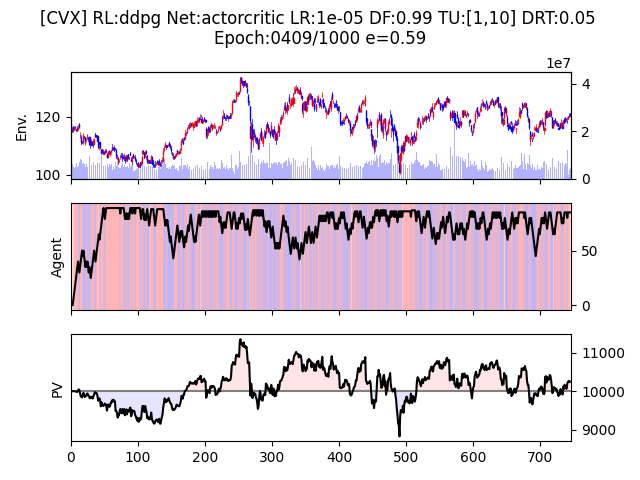 [CVX] RL:ddpg Net:actorcritic LR:1e-05 DF:0.99 TU:[1,10] DRT:0.05
Epoch:0409/1000 e=0.59
1e7
Env.
120
100
4
2
0
Agent
50
0
PV
11000
10000
9000
0 100 200 300 400 500 600 700